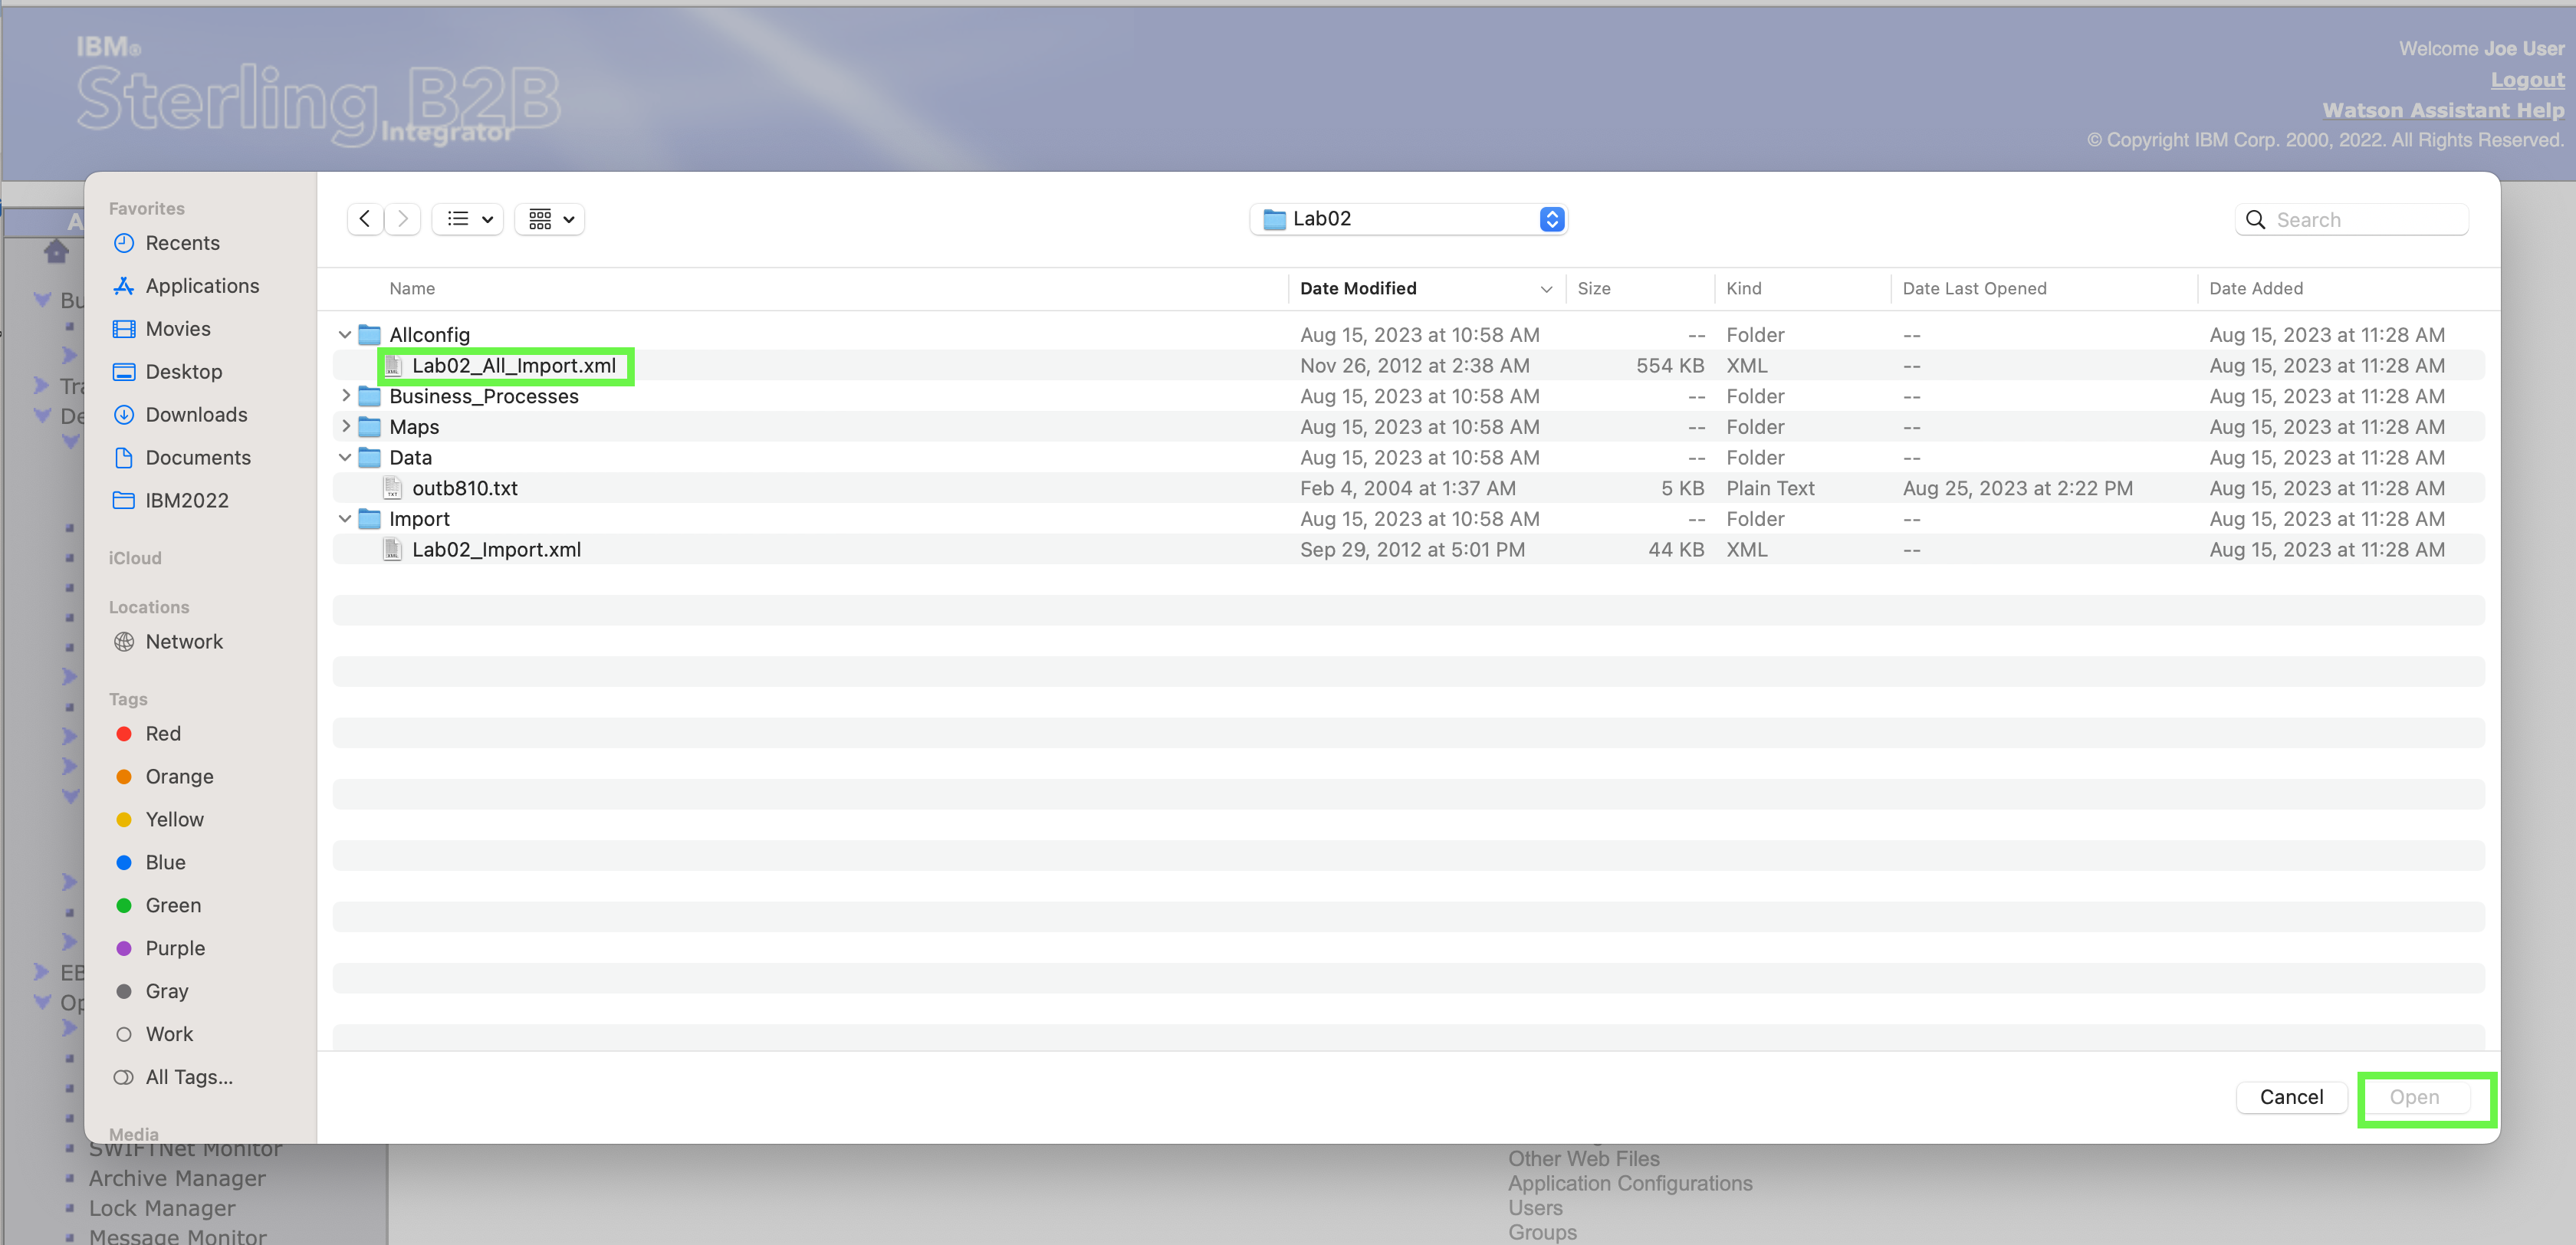 IBM®
Sterling B2B
Integrator
Welcome Joe User
Logout
Watson Assistant Help
© Copyright IBM Corp. 2000, 2022. All Rights Reserved.
Favorites
Recents
Applications
Movies
Desktop
Downloads
Documents
IBM2022
iCloud
Locations
Network
Tags
Red
Orange
Yellow
Blue
Green
Purple
Gray
Work
All Tags...
Media
Lab02
Search
Name Date Modified Size Kind Date Last Opened Date Added
Allconfig Aug 15, 2023 at 10:58 AM -- Folder -- Aug 15, 2023 at 11:28 AM
Lab02_All_Import.xml Nov 26, 2012 at 2:38 AM 554 KB XML -- Aug 15, 2023 at 11:28 AM
Business_Processes Aug 15, 2023 at 10:58 AM -- Folder -- Aug 15, 2023 at 11:28 AM
Maps Aug 15, 2023 at 10:58 AM -- Folder -- Aug 15, 2023 at 11:28 AM
Data Aug 15, 2023 at 10:58 AM -- Folder -- Aug 15, 2023 at 11:28 AM
outb810.txt Feb 4, 2004 at 1:37 AM 5 KB Plain Text Aug 25, 2023 at 2:22 PM Aug 15, 2023 at 11:28 AM
Import Aug 15, 2023 at 10:58 AM -- Folder -- Aug 15, 2023 at 11:28 AM
Lab02_Import.xml Sep 29, 2012 at 5:01 PM 44 KB XML -- Aug 15, 2023 at 11:28 AM
Cancel Open
A
Bu
Tra
De
EB
Op
SWIFTNet Monitor
Archive Manager
Lock Manager
Message Monitor
Other Web Files
Application Configurations
Users
Groups